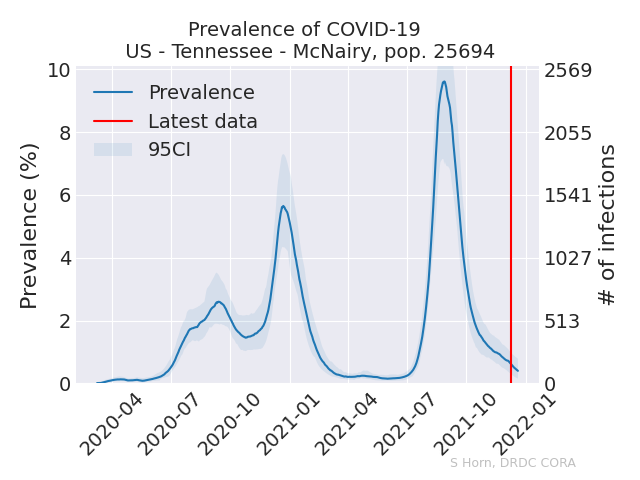 Prevalence of COVID-19
US - Tennessee - McNairy, pop. 25694
Prevalence (%)
10
8
6
4
2
0
Prevalence
Latest data
95CI
2569
2055
1541
1027
513
0
# of infections
2020-04
2020-07
2020-10
2021-01
2021-04
2021-07
2021-10
2022-01
S Horn, DRDC CORA